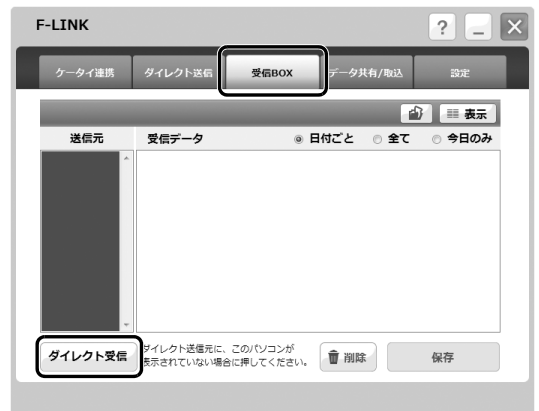 F-LINK
?
ケータイ連携 ダイレクト送信 受信BOX データ共有/取込 設定
表示
送信元 受信データ 日付ごと 全て 今日のみ
ダイレクト受信
ダイレクト送信元に、このパソコンが
表示されていない場合に押してください。
削除 保存